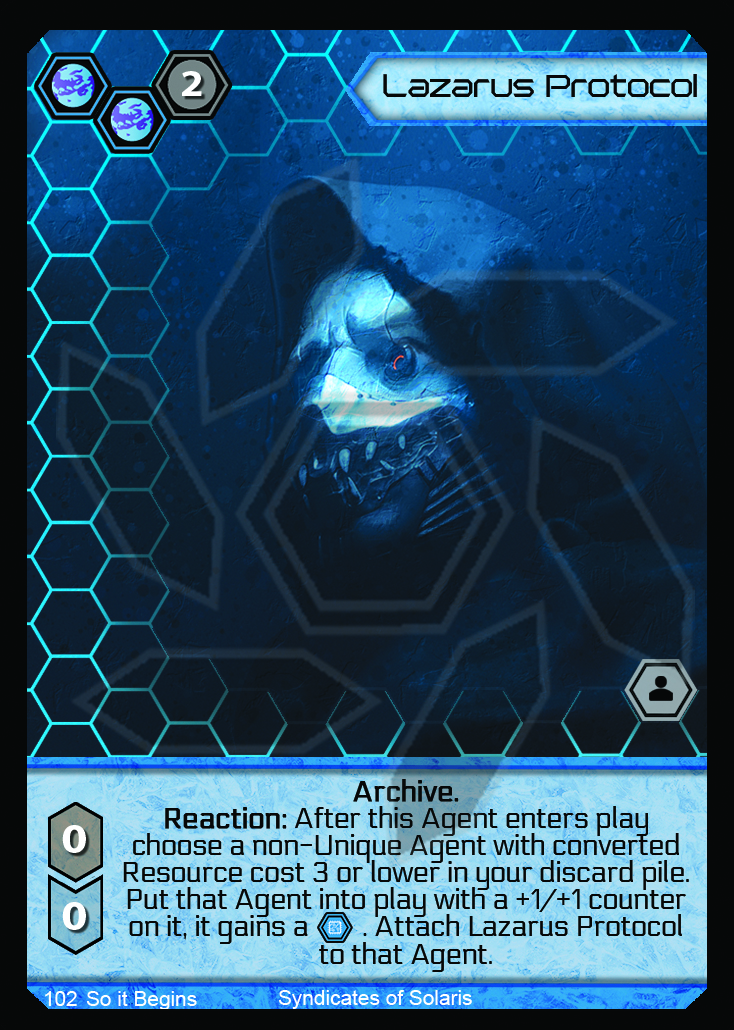 2
Lazarus Protocol
Archive.
Reaction: After this Agent enters play
choose a non-Unique Agent with converted
Resource cost 3 or lower in your discard pile.
Put that Agent into play with a +1/+1 counter
on it, it gains a . Attach Lazarus Protocol
to that Agent.
0
0
102 So it Begins
Syndicates of Solaris